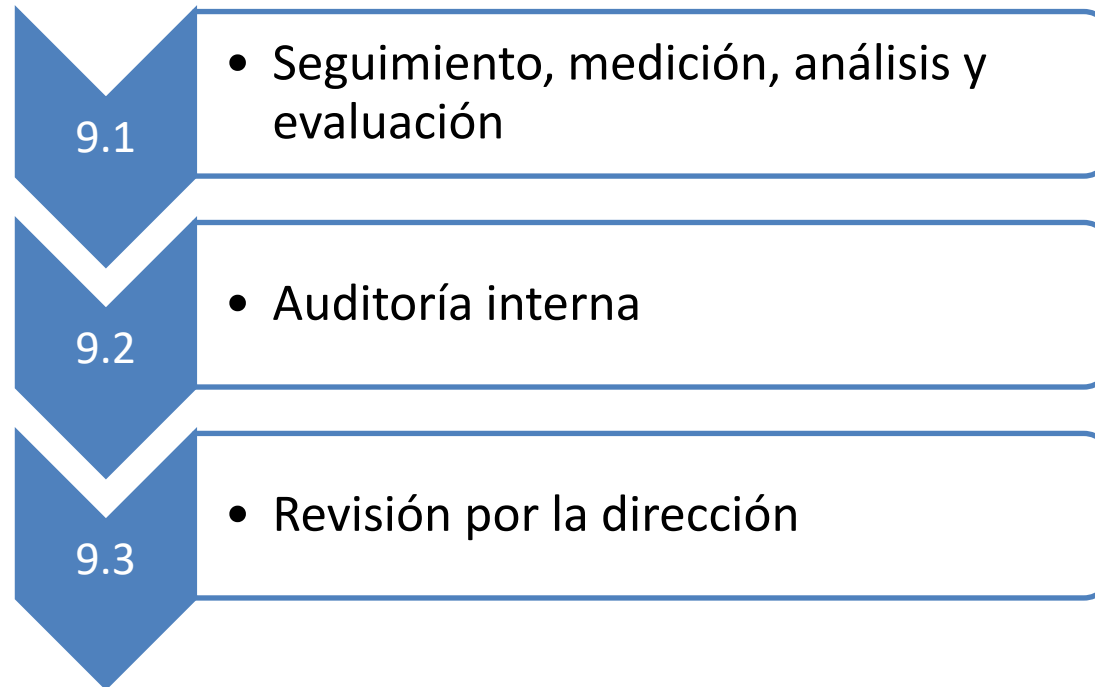 9.1
• Seguimiento, medición, análisis y
evaluación
9.2
• Auditoría interna
9.3
• Revisión por la dirección